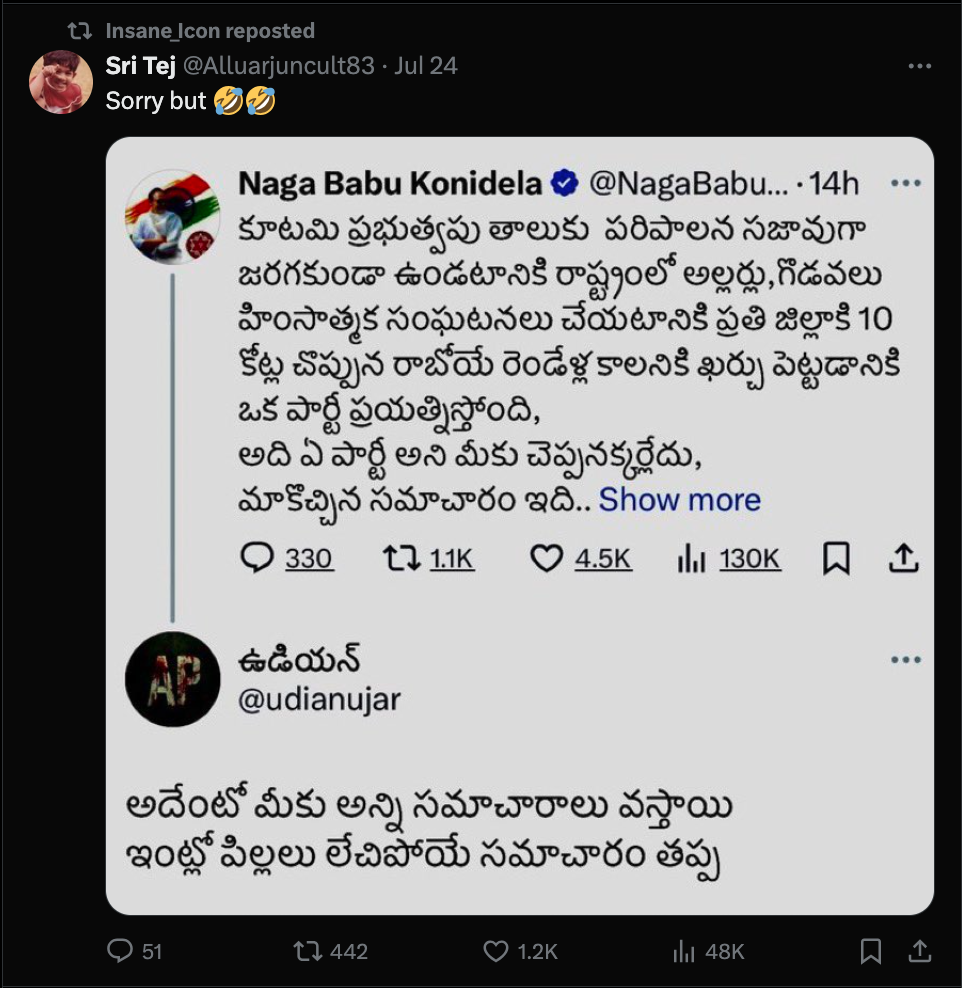 Insane_Icon reposted
Sri Tej @Alluarjuncult83 · Jul 24
Sorry but 🤣🤣
Naga Babu Konidela @NagaBabu... · 14h
కూటమి ప్రభుత్వపు తాలుకు పరిపాలన సజావుగా
జరగకుండా ఉండటానికి రాష్ట్రంలో అల్లర్లు,గొడవలు
హింసాత్మక సంఘటనలు చేయటానికి ప్రతి జిల్లాకి 10
కోట్ల చొప్పున రాబోయే రెండేళ్ల కాలనికి ఖర్చు పెట్టడానికి
ఒక పార్టీ ప్రయత్నిస్తోంది,
అది ఏ పార్టీ అని మీకు చెప్పనక్కర్లేదు,
మాకొచ్చిన సమాచారం ఇది.. Show more
330 1.1K 4.5K 130K
AP
ఉడియన్
@udianujar
అదేంటో మీకు అన్ని సమాచారాలు వస్తాయి
ఇంట్లో పిల్లలు లేచిపోయే సమాచారం తప్ప
51 442 1.2K 48K